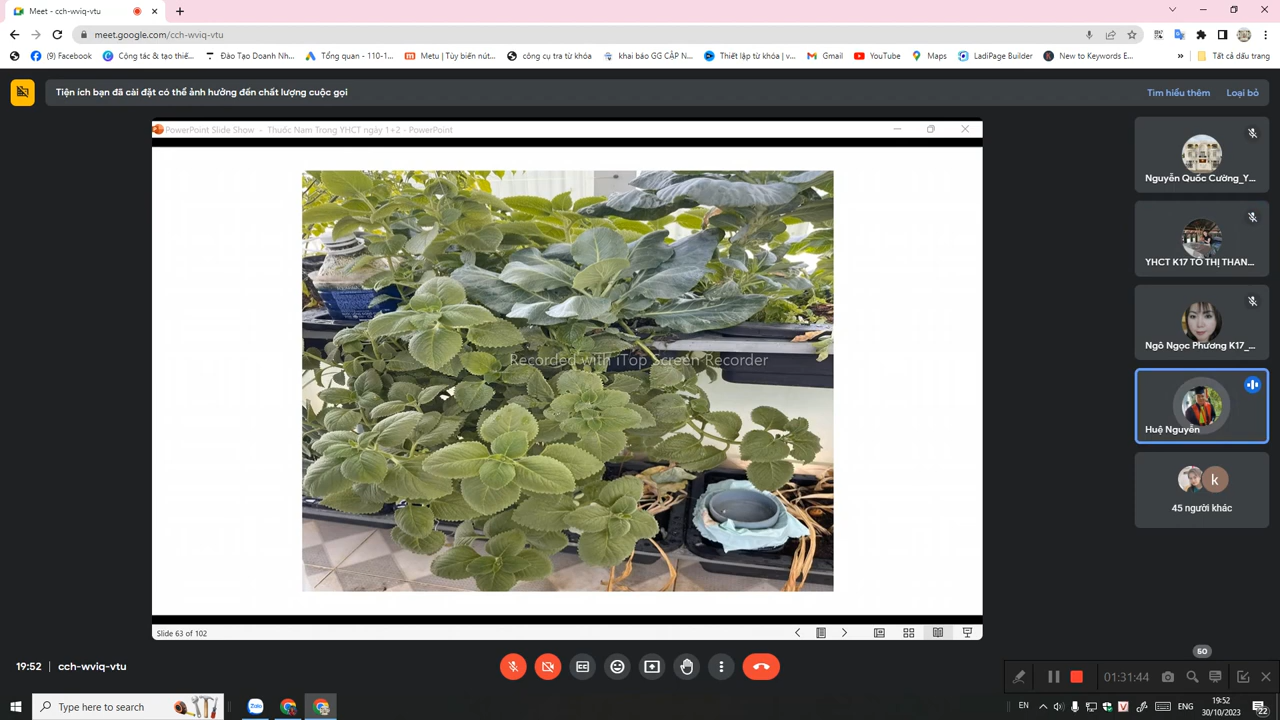 Meet - cch-wviq-vtu
meet.google.com/cch-wviq-vtu
(9) Facebook
Công tác & tạo thiế...
Đào Tạo Doanh Nh...
Tổng quan – 110-1...
Metu | Tùy biến nút...
công cụ tra từ khóa
khai báo GG CẬP N...
Thiết lập từ khóa | v...
Gmail
YouTube
Maps
LadiPage Builder
New to Keywords E...
»
Tất cả dấu trang
Tiện ích bạn đã cài đặt có thể ảnh hưởng đến chất lượng cuộc gọi
Tìm hiểu thêm
Loại bỏ
PowerPoint Slide Show - Thuốc Nam Trong YHCT ngày 1+2 - PowerPoint
Recorded with iTop Screen Recorder
Nguyễn Quốc Cường_Y...
YHCT K17 TÔ THỊ THAN...
Ngô Ngọc Phương K17_...
Huệ Nguyễn
k
45 người khác
Slide 63 of 102
19:52
cch-wviq-vtu
50
01:31:44
Type here to search
Zalo
EN
ENG
19:52
30/10/2023
22